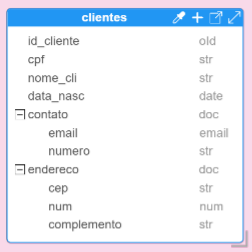 clientes
id_cliente oId
cpf str
nome_cli str
data_nasc date
contato doc
email email
numero str
endereco doc
cep str
num num
complemento str